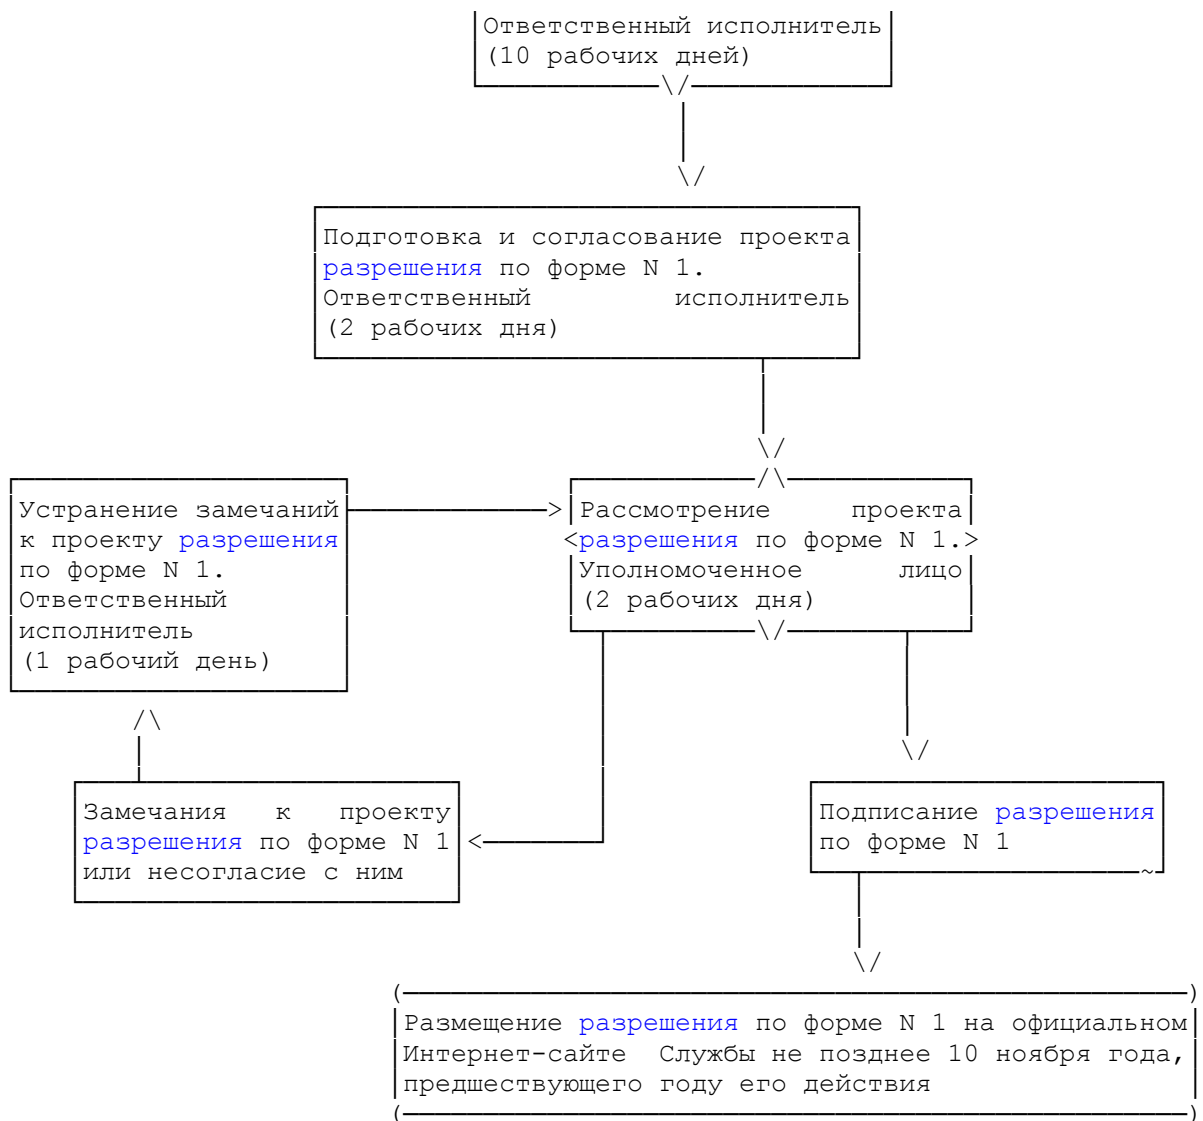 Ответственный исполнитель
(10 рабочих дней)
Подготовка и согласование проекта
разрешения по форме N 1.
Ответственный исполнитель
(2 рабочих дня)
Рассмотрение проекта
разрешения по форме N 1.
Уполномоченное лицо
(2 рабочих дня)
Устранение замечаний
к проекту разрешения
по форме N 1.
Ответственный
исполнитель
(1 рабочий день)
Замечания к проекту
разрешения по форме N 1
или несогласие с ним
Подписание разрешения
по форме N 1
Размещение разрешения по форме N 1 на официальном
Интернет-сайте Службы не позднее 10 ноября года,
предшествующего году его действия